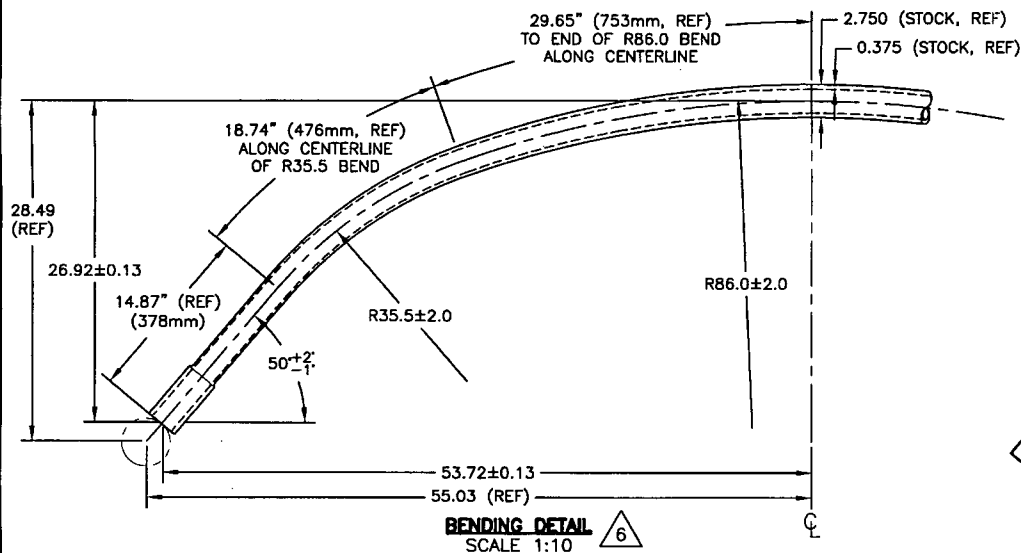 29.65" (753mm, REF)
TO END OF R86.0 BEND
ALONG CENTERLINE
2.750 (STOCK, REF)
0.375 (STOCK, REF)
18.74" (476mm, REF)
ALONG CENTERLINE
OF R35.5 BEND
28.49
(REF)
26.92±0.13
14.87" (REF)
(378mm)
R35.5±2.0
R86.0±2.0
50°+2°
-1°
53.72±0.13
55.03 (REF)
BENDING DETAIL
6
SCALE 1:10
CL